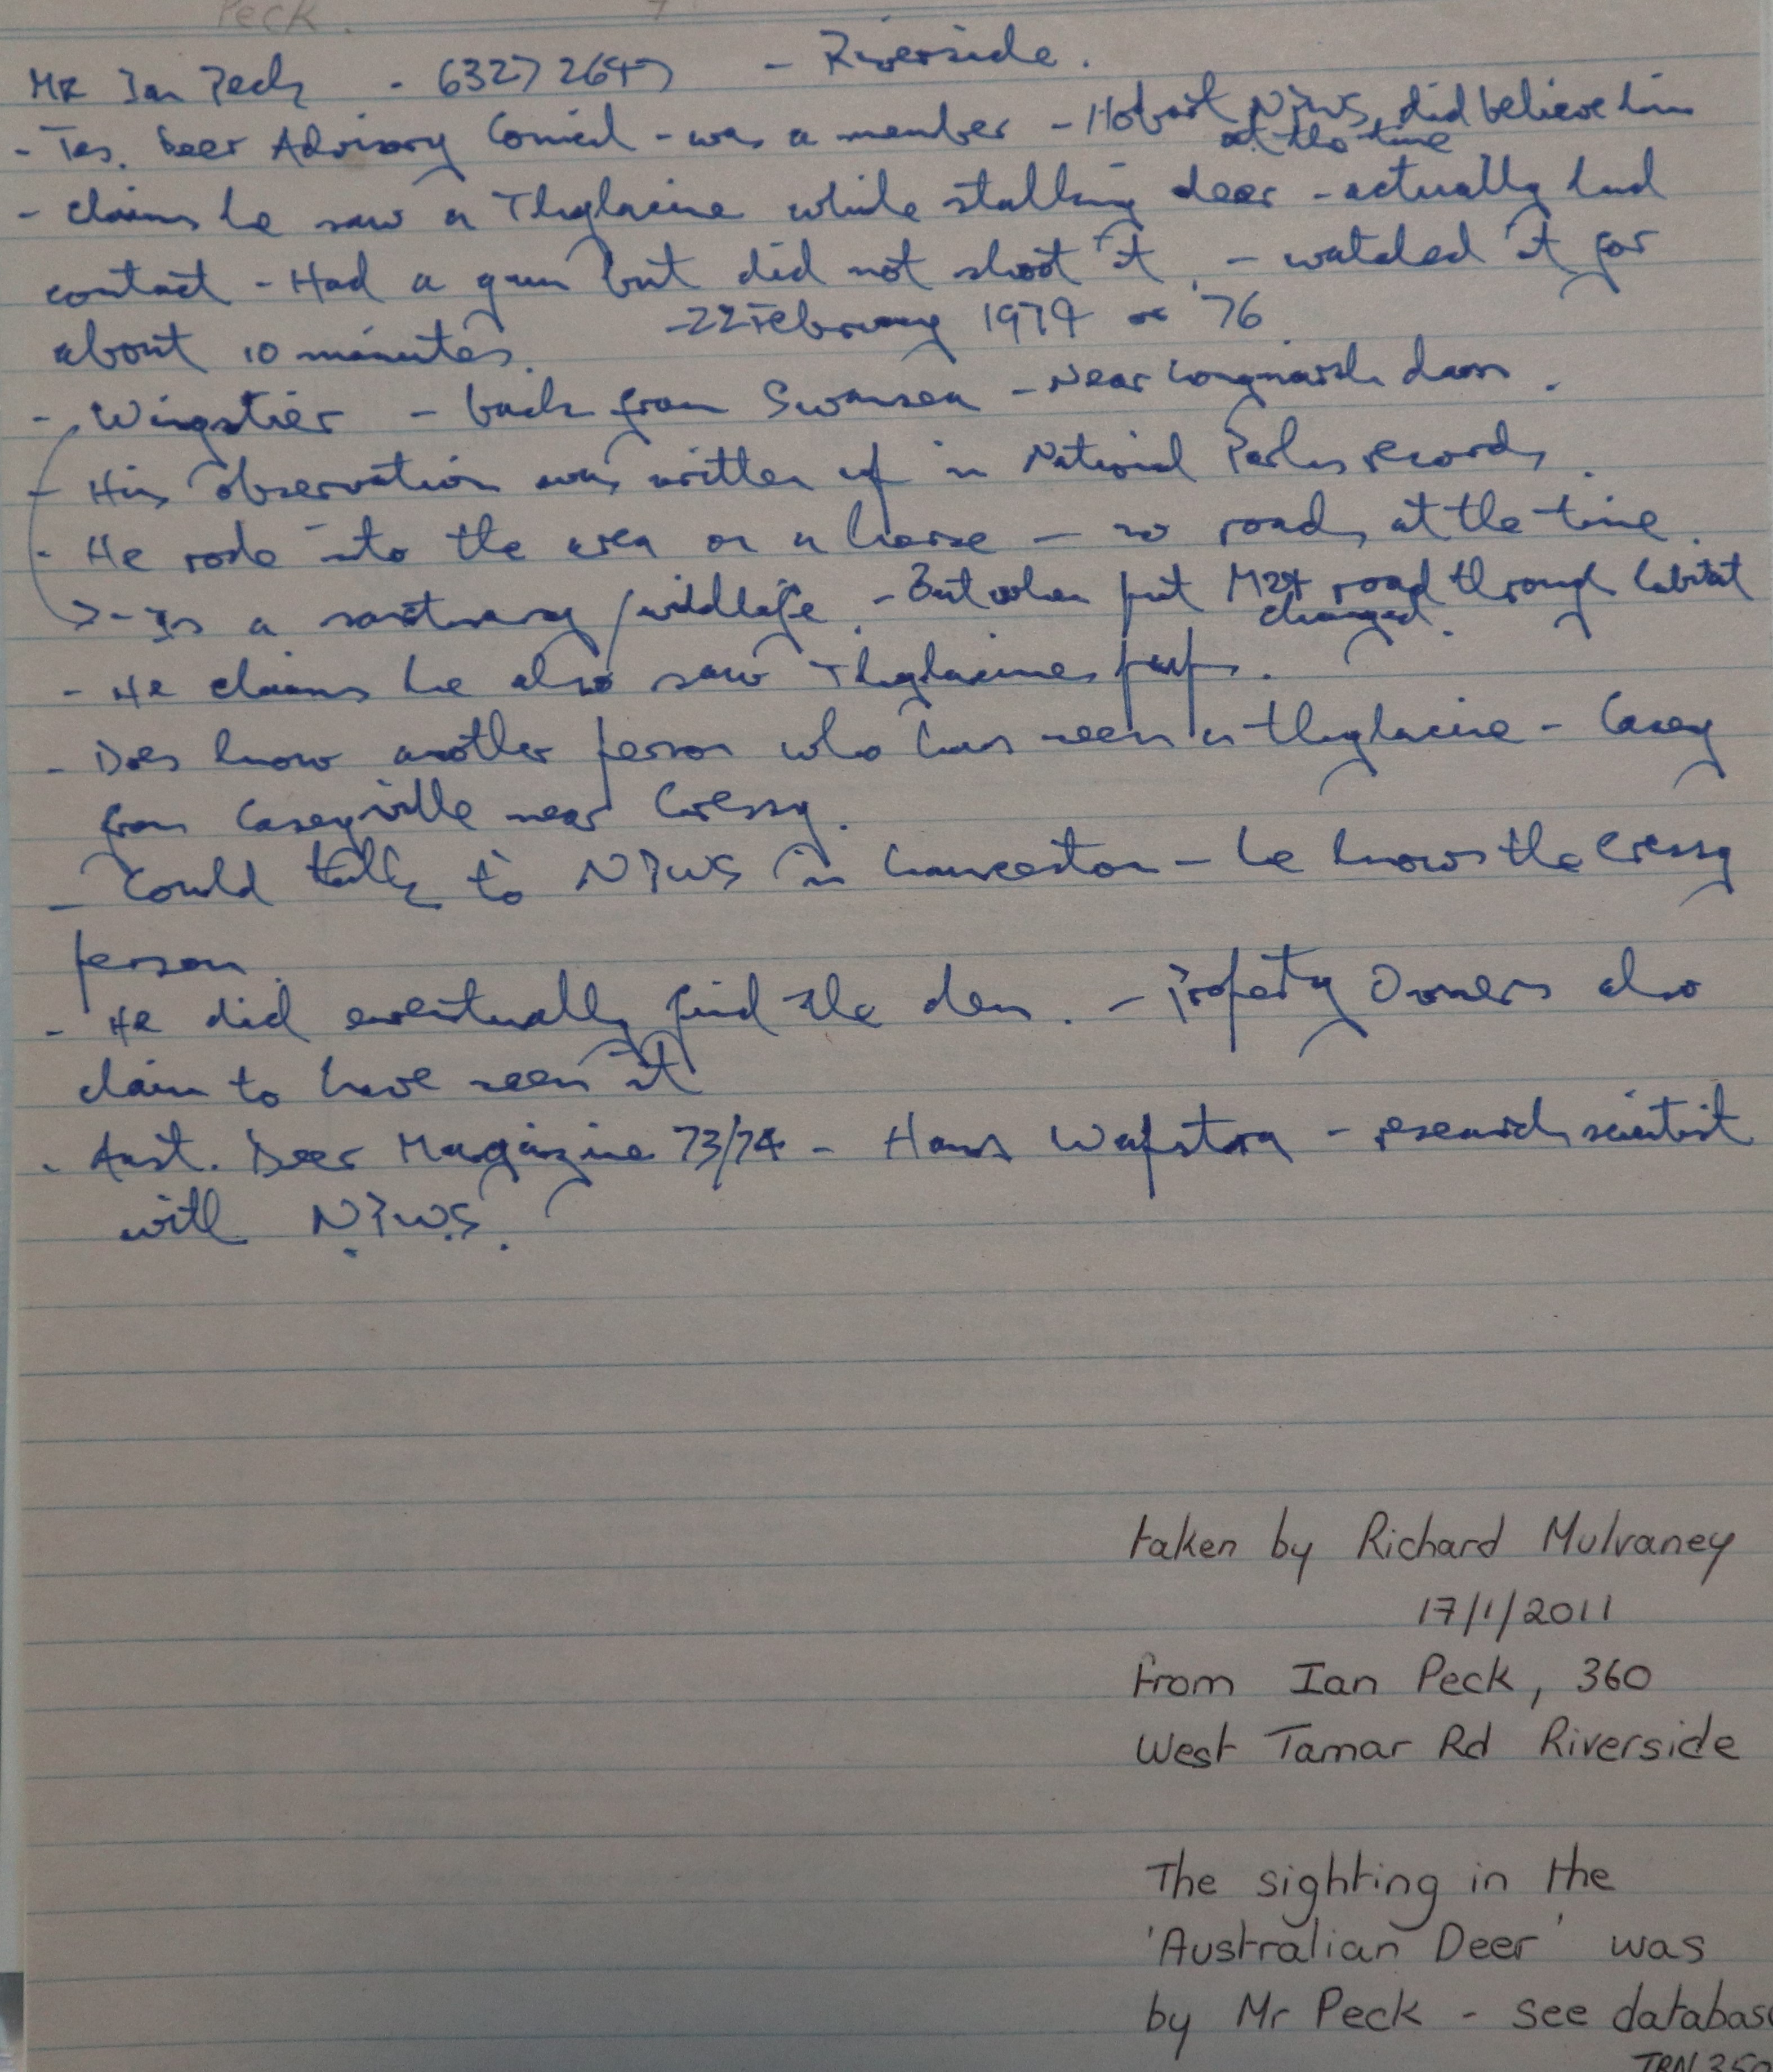 Peck.
Mr Ian Peck - 6327 2647 - Riverside.
- Tas. Deer Advisory Council - was a member - Hobart NPWS did believe him
at the time
- claims he saw a Thylacine while stalking deer - actually had
contact - Had a gun but did not shoot it. - watched it for
about 10 minutes. - 22 February 1974 or '76
- Wingstier - back from Swansea - Near Longmarsh dam.
- His observation was written up in National Parks records.
- He rode into the area on a horse - no roads at the time.
> - Is a sanctuary / wildlife. - But when put road through habitat
changed.
- He claims he also saw Thylacines pups.
- Does know another person who has seen a thylacine - Casey
from Caseyville near Cressy.
- Could talk to NPWS in Launceston - he knows the Cressy
person.
- He did eventually find the den. - Property Owners also
claim to have seen it
- Aust. Deer Magazine 73/74 - Hans Wapstra - research scientist
with N.P.W.S.
taken by Richard Mulvaney
17/1/2011
From Ian Peck, 360
West Tamar Rd Riverside
The sighting in the
'Australian Deer' was
by Mr Peck - see database